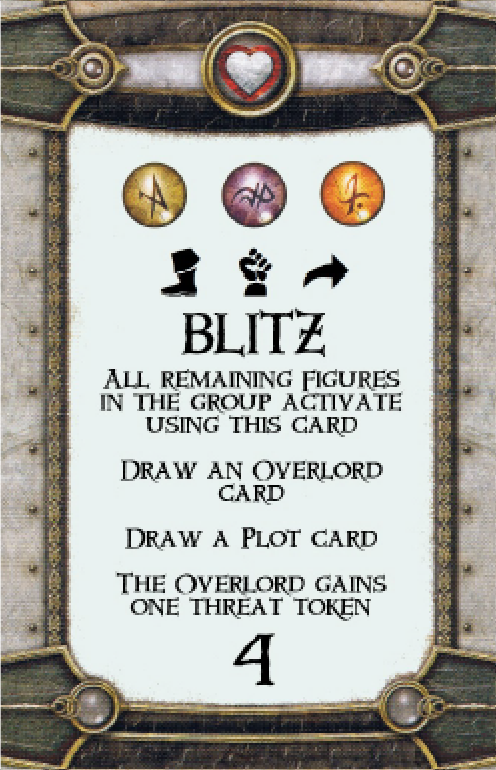 BLITZ
ALL REMAINING FIGURES
IN THE GROUP ACTIVATE
USING THIS CARD
DRAW AN OVERLORD
CARD
DRAW A PLOT CARD
THE OVERLORD GAINS
ONE THREAT TOKEN
4